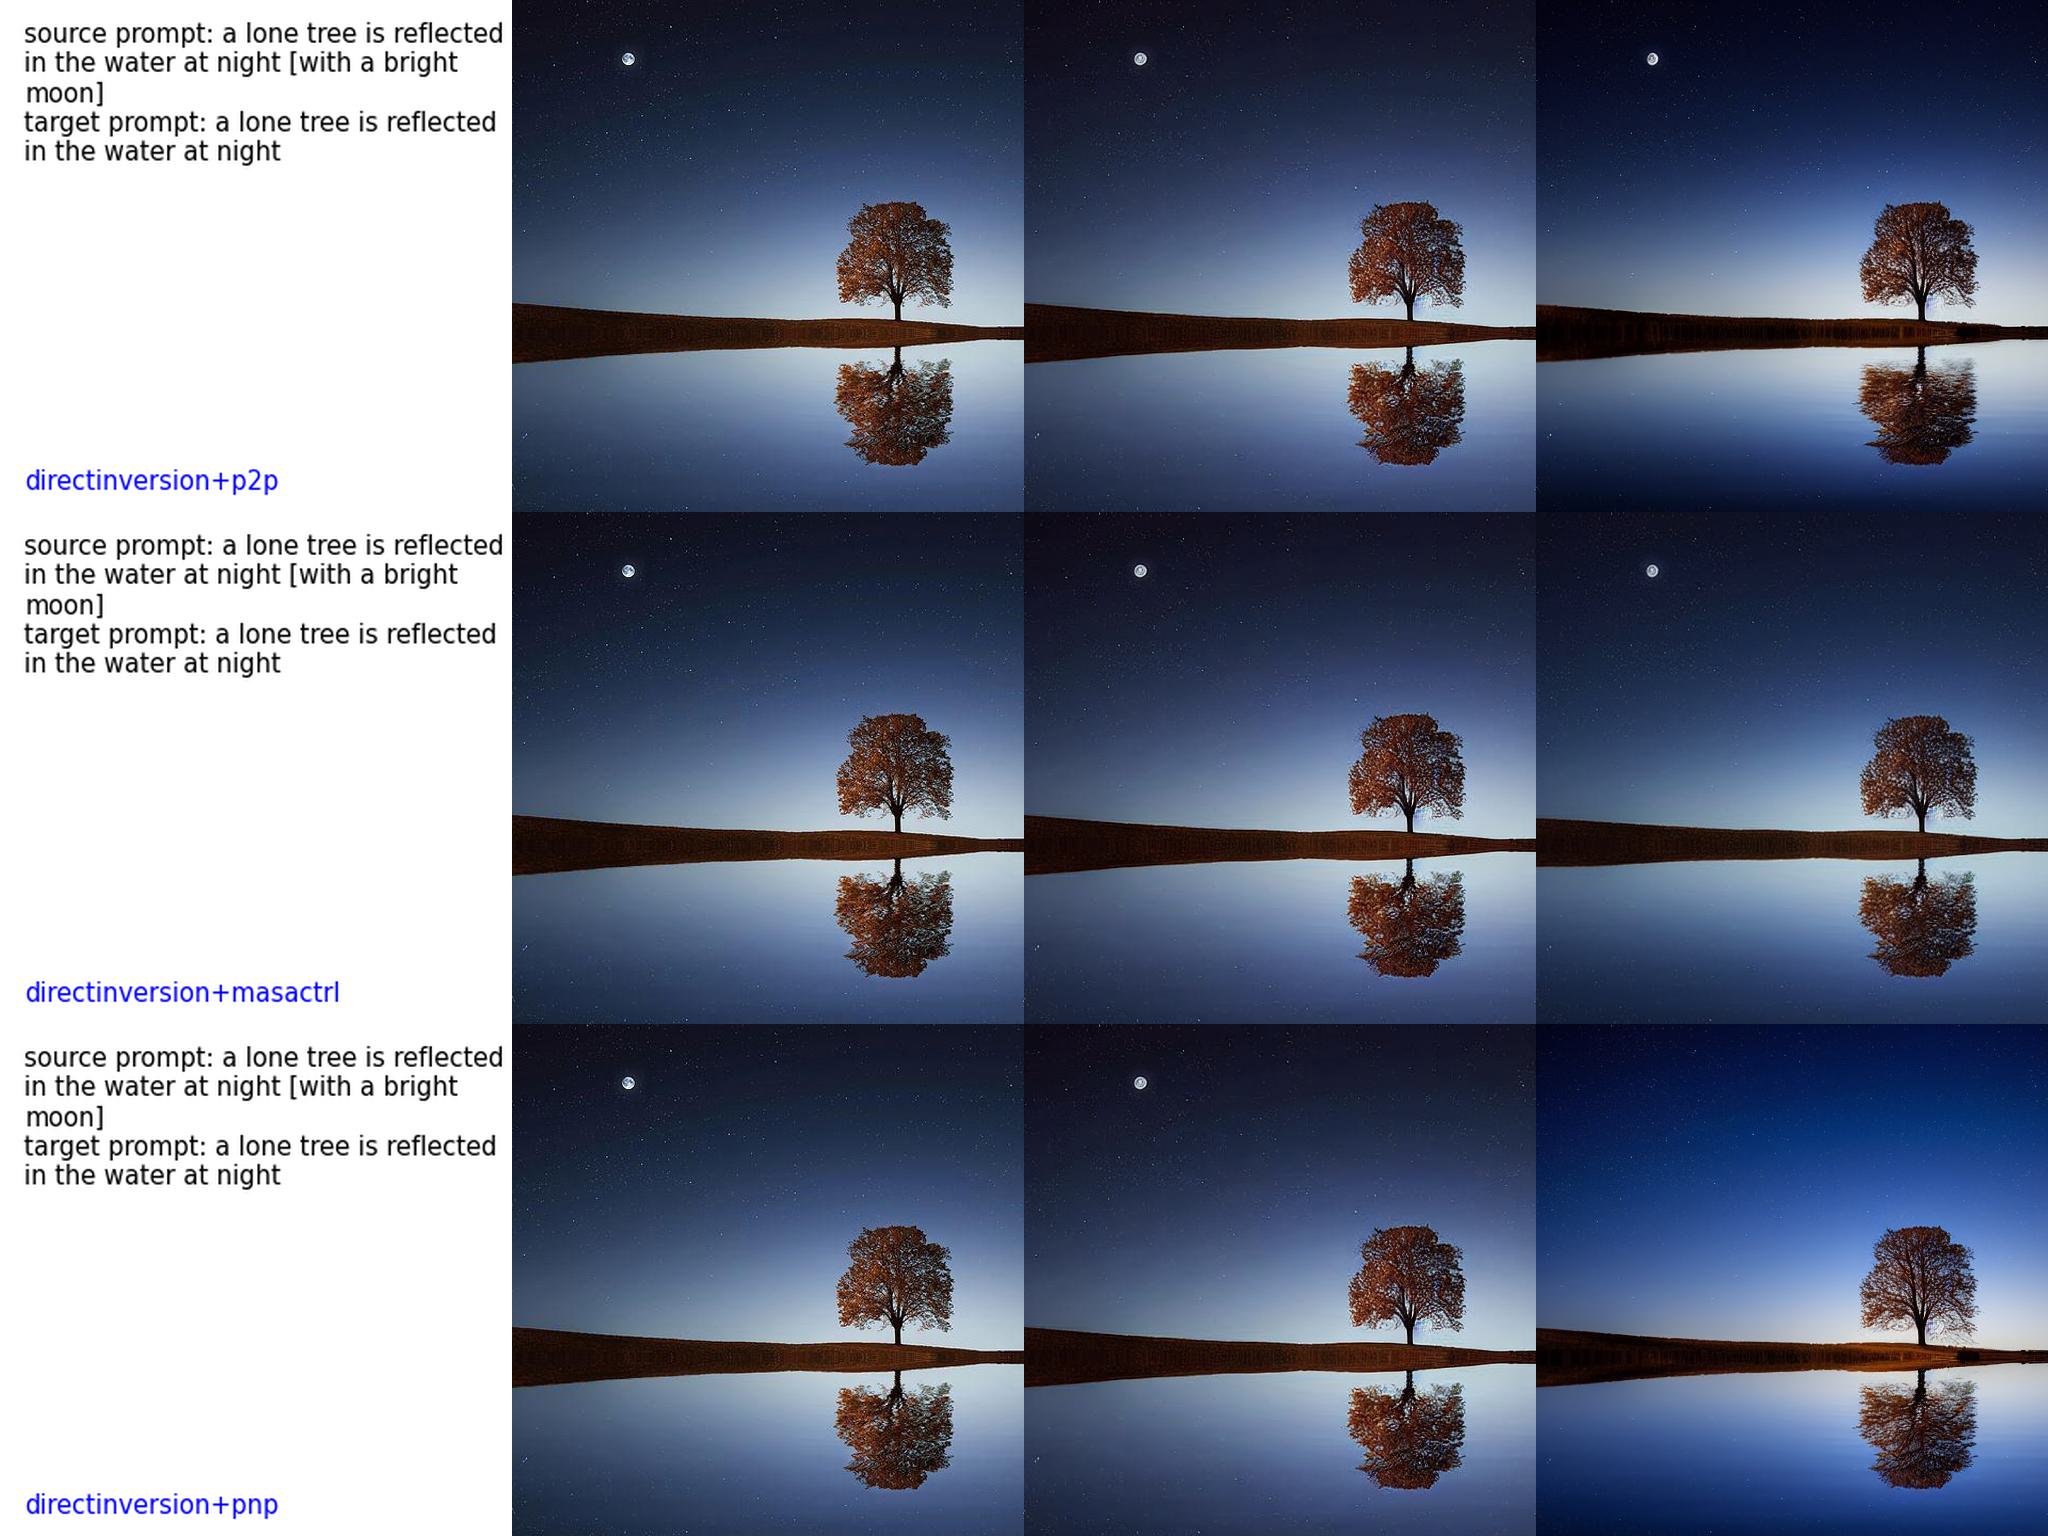 source prompt: a lone tree is reflected
in the water at night [with a bright
moon]
target prompt: a lone tree is reflected
in the water at night
directinversion+p2p
source prompt: a lone tree is reflected
in the water at night [with a bright
moon]
target prompt: a lone tree is reflected
in the water at night
directinversion+masactrl
source prompt: a lone tree is reflected
in the water at night [with a bright
moon]
target prompt: a lone tree is reflected
in the water at night
directinversion+pnp